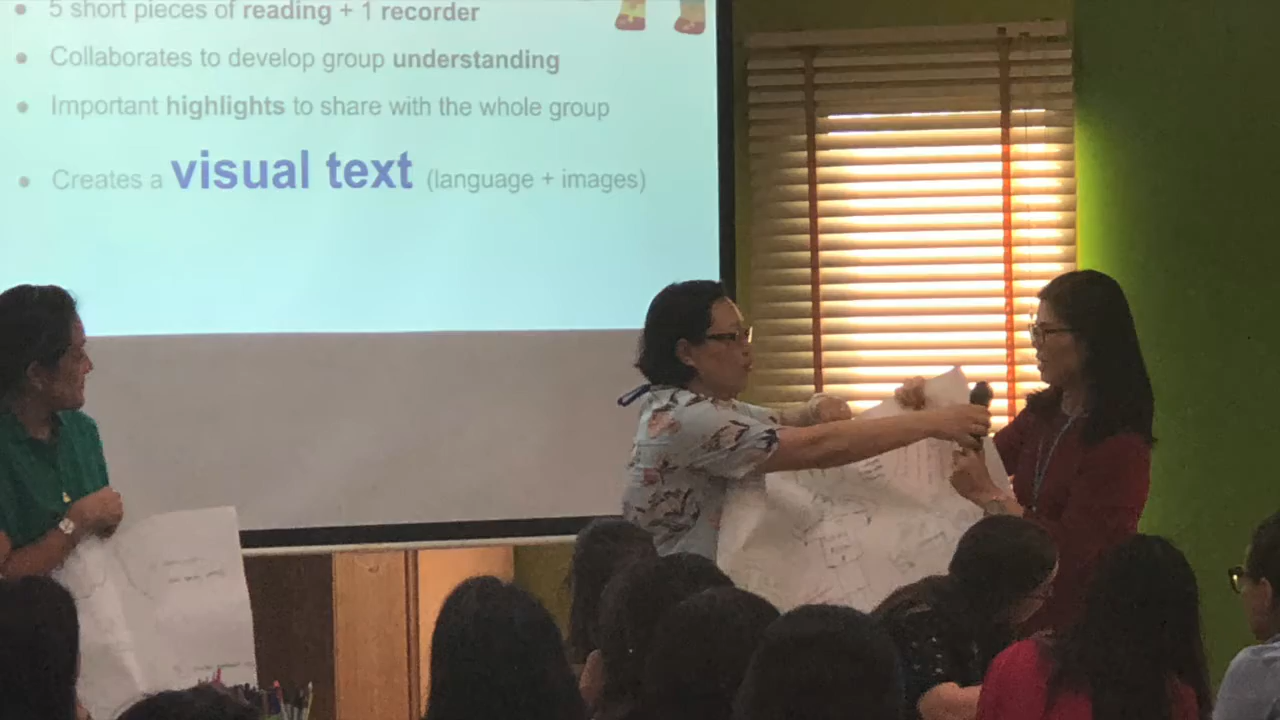 5 short pieces of reading + 1 recorder
Collaborates to develop group understanding
Important highlights to share with the whole group
Creates a visual text (language + images)